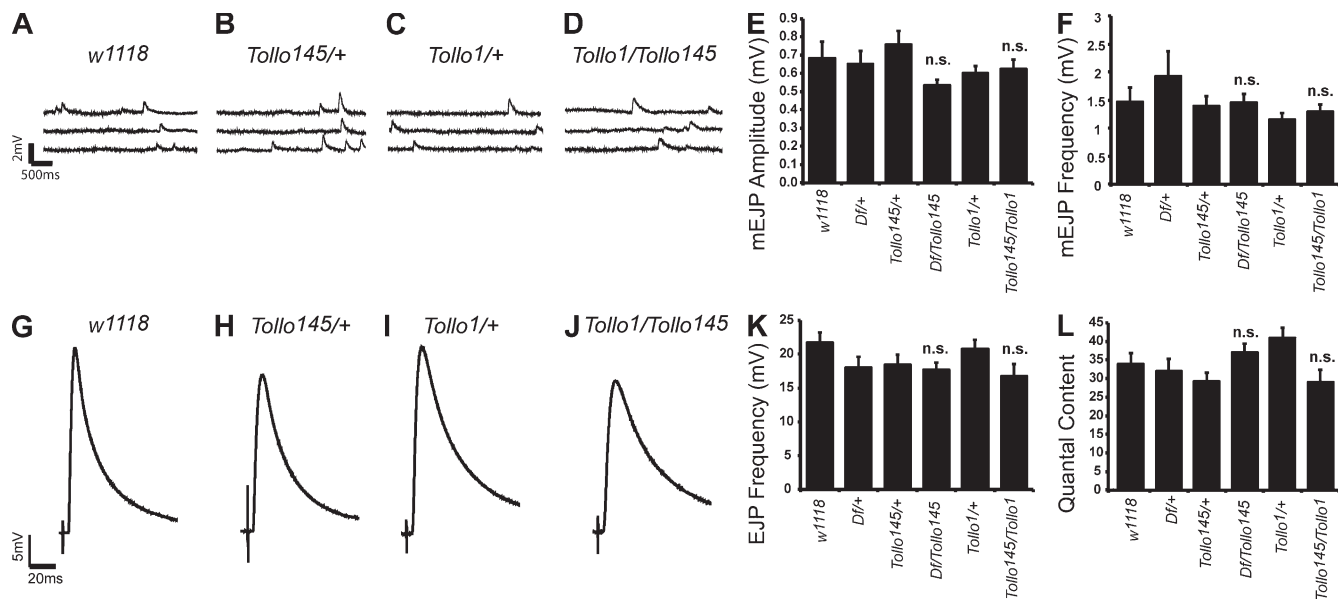 A
w1118
B
Tollo145/+
C
Tollo1/+
D
Tollo1/Tollo145
2mV
500ms
E
mEJP Amplitude (mV)
0.9
0.8
0.7
0.6
0.5
0.4
0.3
0.2
0.1
0.0
n.s.
n.s.
w1118
Df/+
Tollo145/+
Df/Tollo145
Tollo1/+
Tollo145/Tollo1
F
mEJP Frequency (mV)
3
2.5
2
1.5
1
0.5
0
n.s.
n.s.
w1118
Df/+
Tollo145/+
Df/Tollo145
Tollo1/+
Tollo145/Tollo1
G
w1118
H
Tollo145/+
I
Tollo1/+
J
Tollo1/Tollo145
5mV
20ms
K
EJP Frequency (mV)
25
20
15
10
5
0
n.s.
n.s.
w1118
Df/+
Tollo145/+
Df/Tollo145
Tollo1/+
Tollo145/Tollo1
L
Quantal Content
45
40
35
30
25
20
15
10
5
0
n.s.
n.s.
w1118
Df/+
Tollo145/+
Df/Tollo145
Tollo1/+
Tollo145/Tollo1